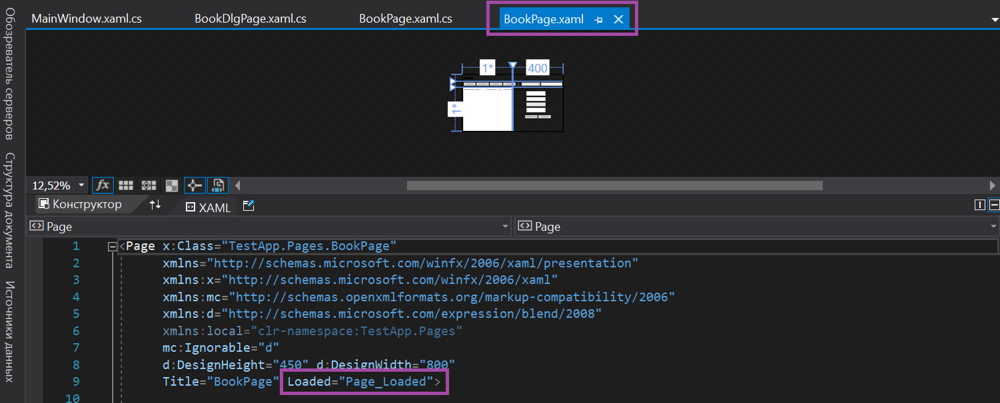 MainWindow.xaml.cs BookDlgPage.xaml.cs BookPage.xaml.cs BookPage.xaml
Обозреватель серверов
Структура документа
Источники данных
1* 400
1*
12,52% fx
Конструктор XAML
Page Page
1 <Page x:Class="TestApp.Pages.BookPage"
2 xmlns="http://schemas.microsoft.com/winfx/2006/xaml/presentation"
3 xmlns:x="http://schemas.microsoft.com/winfx/2006/xaml"
4 xmlns:mc="http://schemas.openxmlformats.org/markup-compatibility/2006"
5 xmlns:d="http://schemas.microsoft.com/expression/blend/2008"
6 xmlns:local="clr-namespace:TestApp.Pages"
7 mc:Ignorable="d"
8 d:DesignHeight="450" d:DesignWidth="800"
9 Title="BookPage" Loaded="Page_Loaded">
10